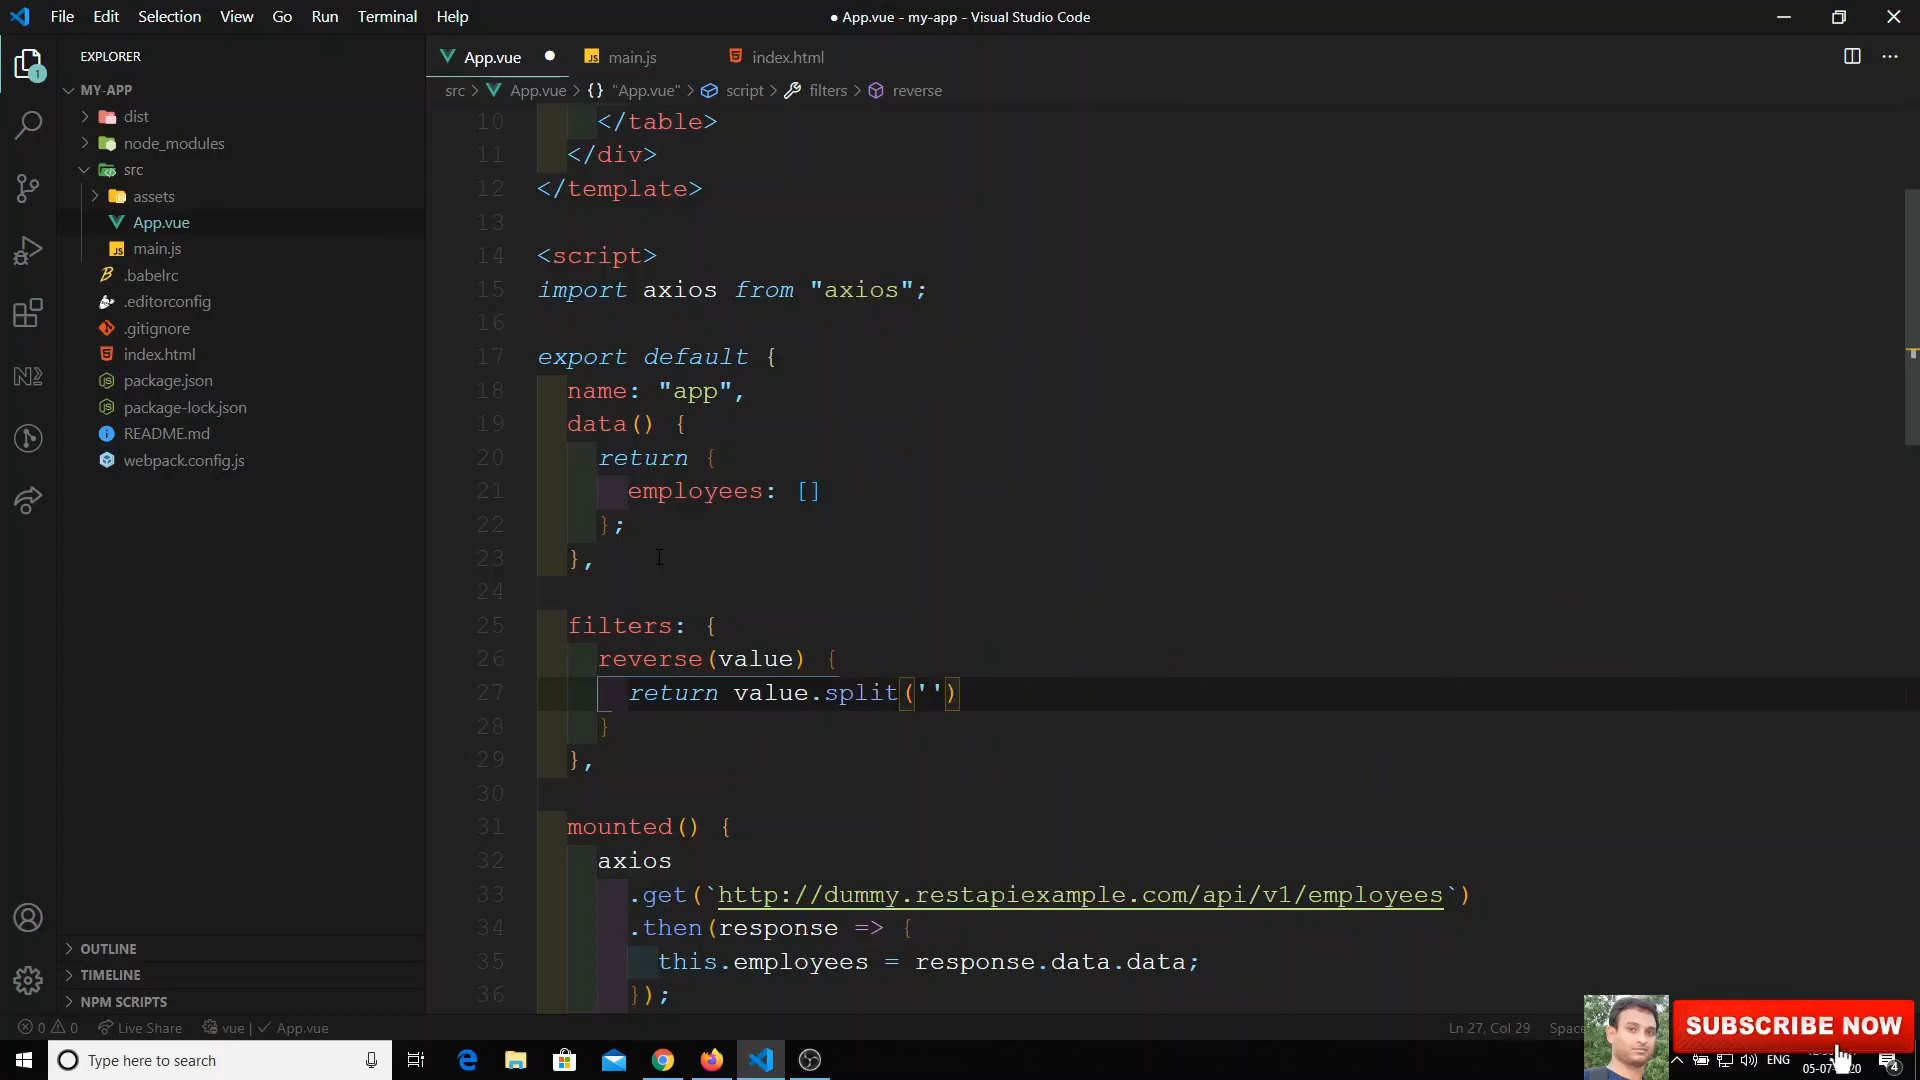 File Edit Selection View Go Run Terminal Help
● App.vue - my-app - Visual Studio Code
EXPLORER
MY-APP
dist
node_modules
src
assets
App.vue
main.js
.babelrc
.editorconfig
.gitignore
index.html
package.json
package-lock.json
README.md
webpack.config.js
OUTLINE
TIMELINE
NPM SCRIPTS
1
App.vue ● JS main.js index.html
src > App.vue > {} "App.vue" > script > filters > reverse
10 </table>
11 </div>
12 </template>
13
14 <script>
15 import axios from "axios";
16
17 export default {
18 name: "app",
19 data() {
20 return {
21 employees: []
22 };
23 },
24
25 filters: {
26 reverse(value) {
27 return value.split('')
28 }
29 },
30
31 mounted() {
32 axios
33 .get(`http://dummy.restapiexample.com/api/v1/employees`)
34 .then(response => {
35 this.employees = response.data.data;
36 });
0 0 Live Share vue | App.vue
Ln 27, Col 29
SUBSCRIBE NOW
Type here to search
ENG
4